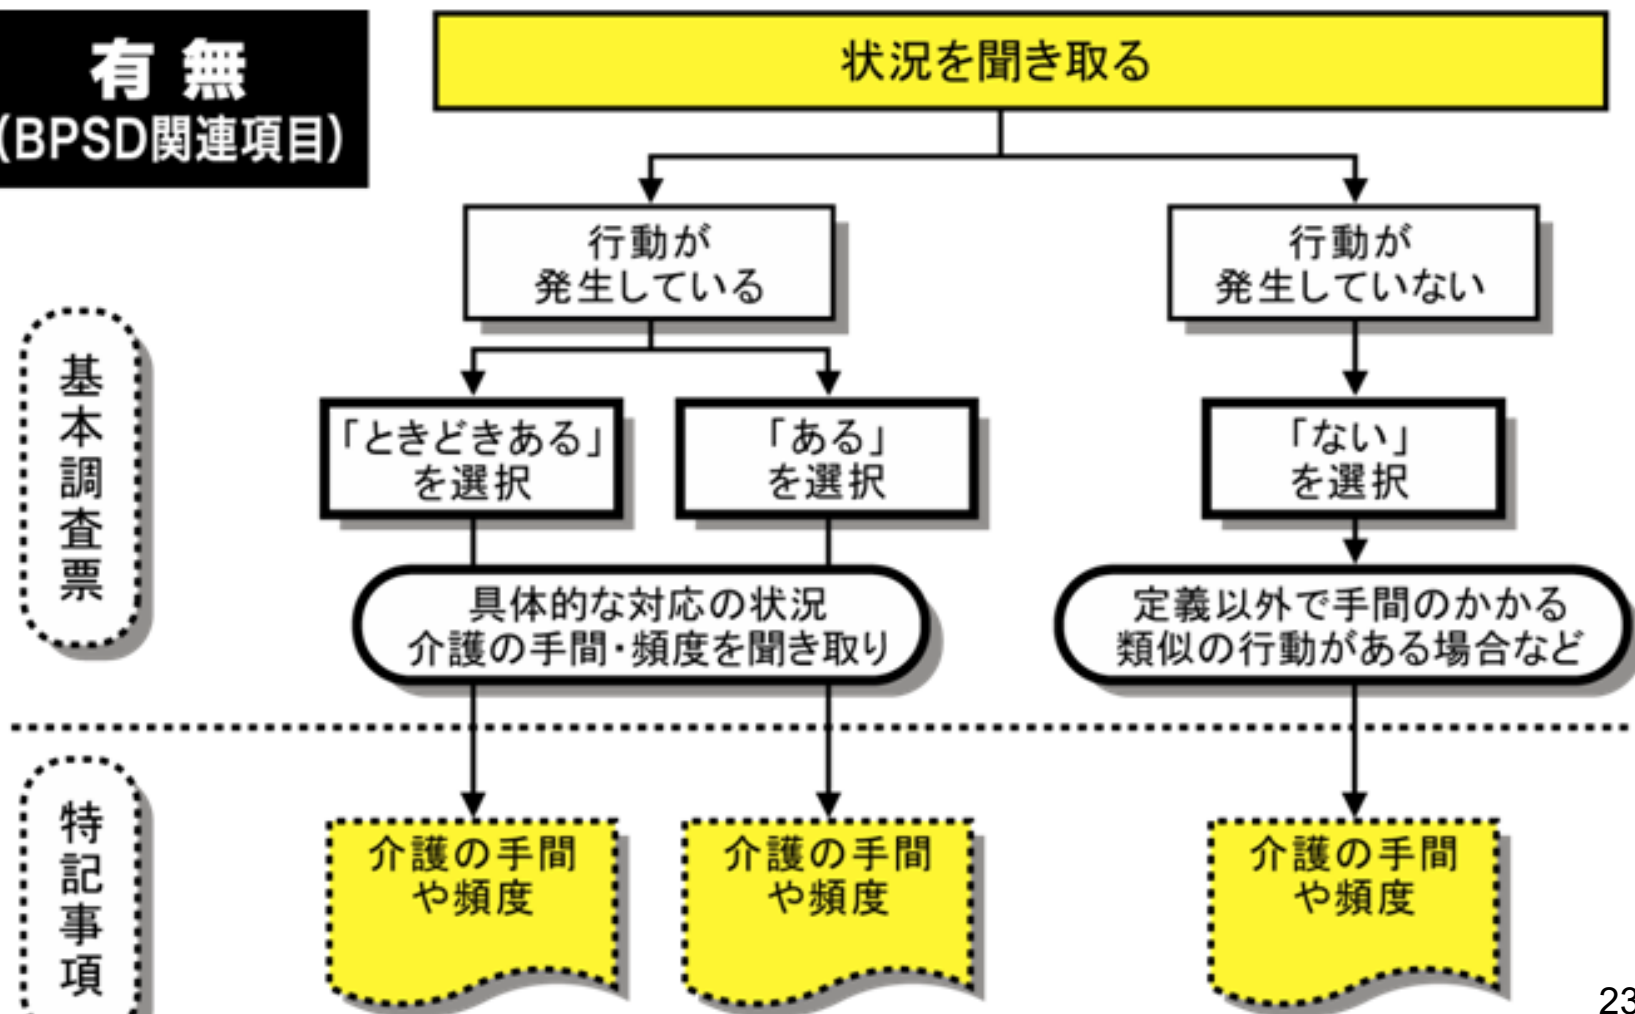 有無
(BPSD関連項目)
状況を聞き取る
行動が
発生している
行動が
発生していない
基本調査票
「ときどきある」
を選択
「ある」
を選択
「ない」
を選択
具体的な対応の状況
介護の手間・頻度を聞き取り
定義以外で手間のかかる
類似の行動がある場合など
特記事項
介護の手間
や頻度
介護の手間
や頻度
介護の手間
や頻度
23